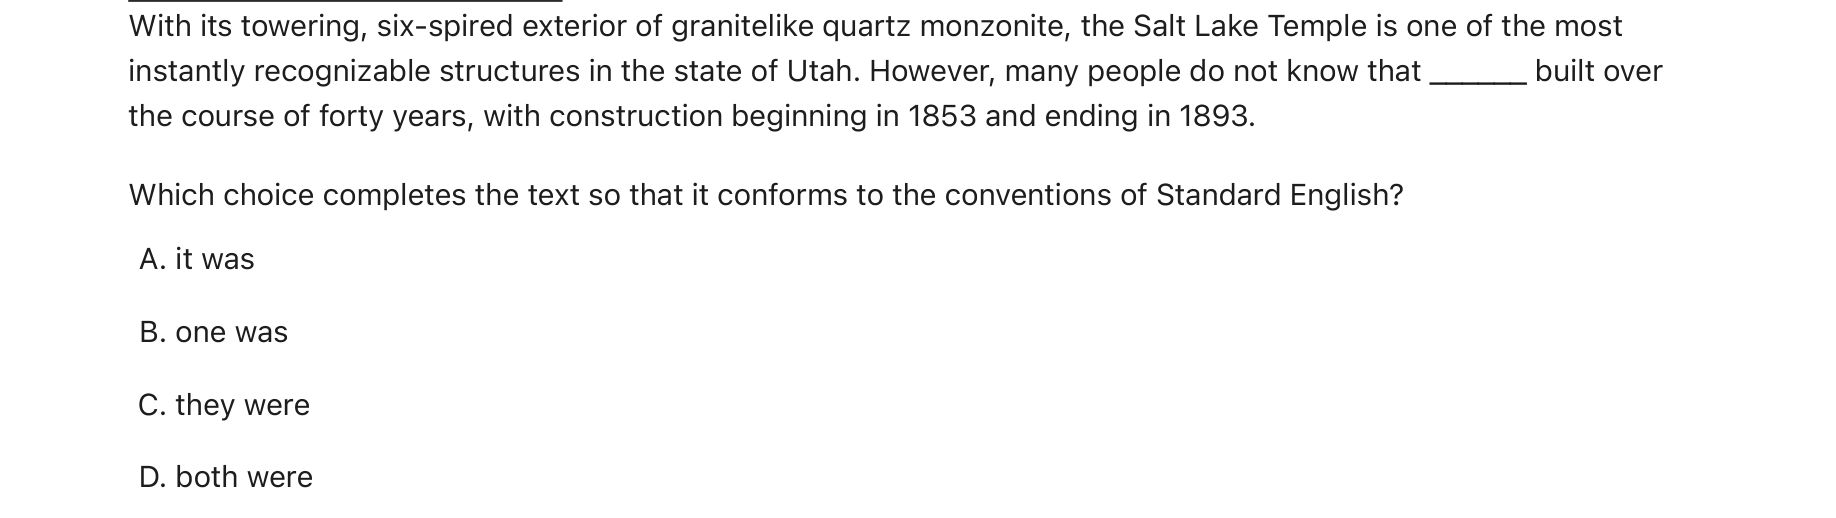 With its towering, six-spired exterior of granitelike quartz monzonite, the Salt Lake Temple is one of the most
instantly recognizable structures in the state of Utah. However, many people do not know that ______ built over
the course of forty years, with construction beginning in 1853 and ending in 1893.
Which choice completes the text so that it conforms to the conventions of Standard English?
A. it was
B. one was
C. they were
D. both were